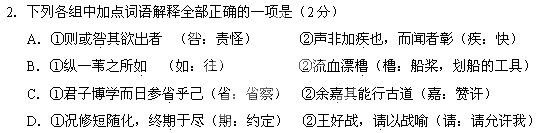 2. 下列各组中加点词语解释全部正确的一项是（2分）
A. ①则或咎其欲出者 （咎：责怪） ②声非加疾也，而闻者彰（疾：快）
B. ①纵一苇之所如 （如：往） ②流血漂橹（橹：船桨，划船的工具）
C. ①君子博学而日参省乎己（省：省察） ②余嘉其能行古道（嘉：赞许）
D. ①况修短随化，终期于尽（期：约定） ②王好战，请以战喻（请：请允许我）